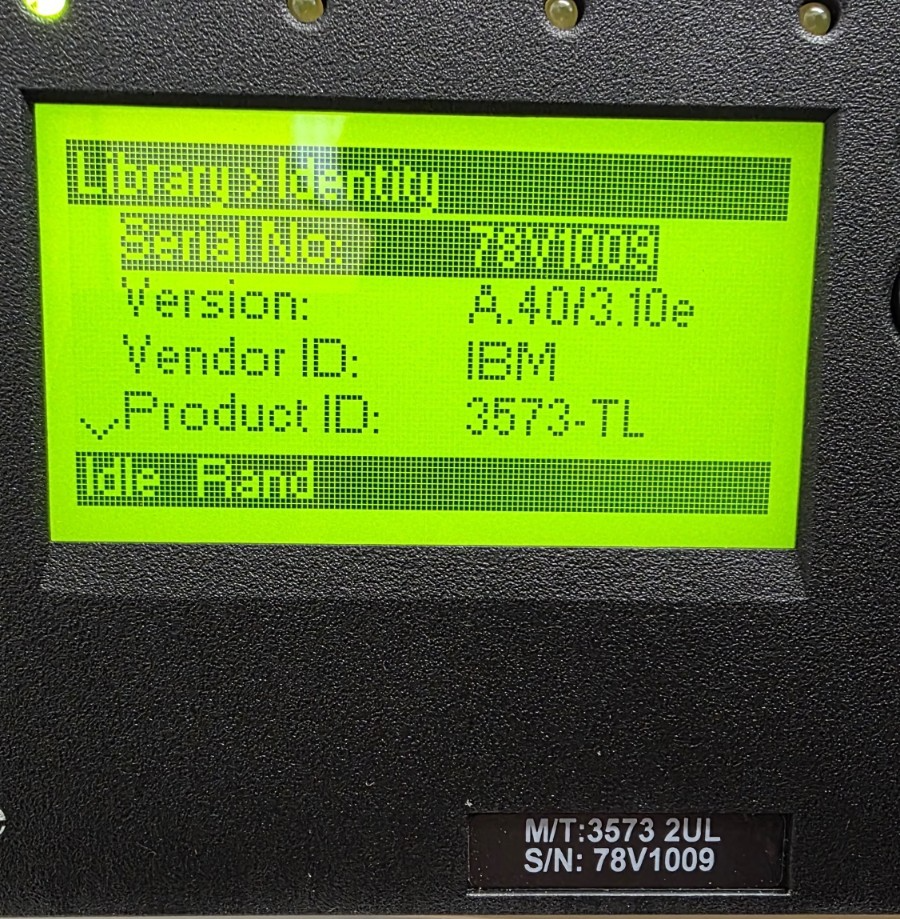 Library > Identity
Serial No: 78V1009
Version: A.40/3.10e
Vendor ID: IBM
Product ID: 3573-TL
Idle Rand
M/T:3573 2UL
S/N: 78V1009